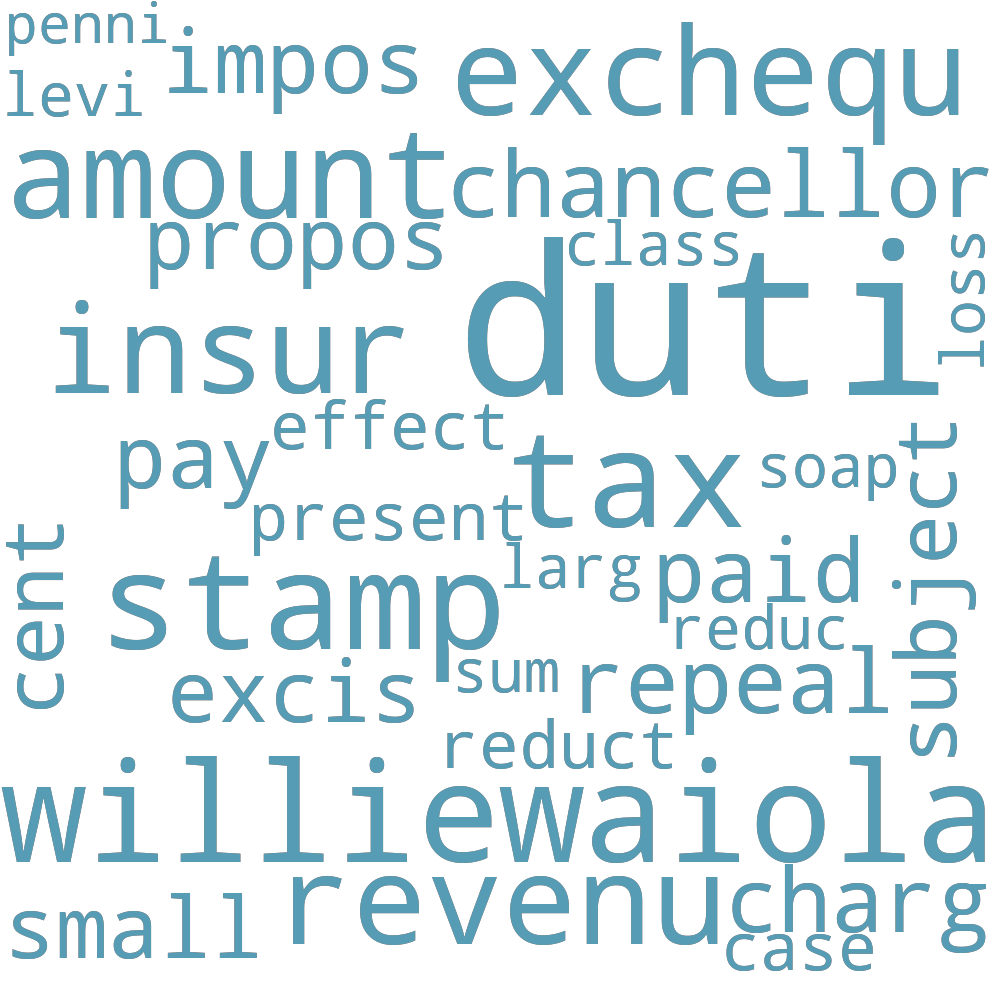 penni
impos
exchequ
levi
amount
chancellor
propos
class
loss
duti
insur
effect
pay
tax
soap
subject
present
cent
stamp
larg
paid
reduc
sum
excis
repeal
reduct
williewaiola
revenu
charg
small
case